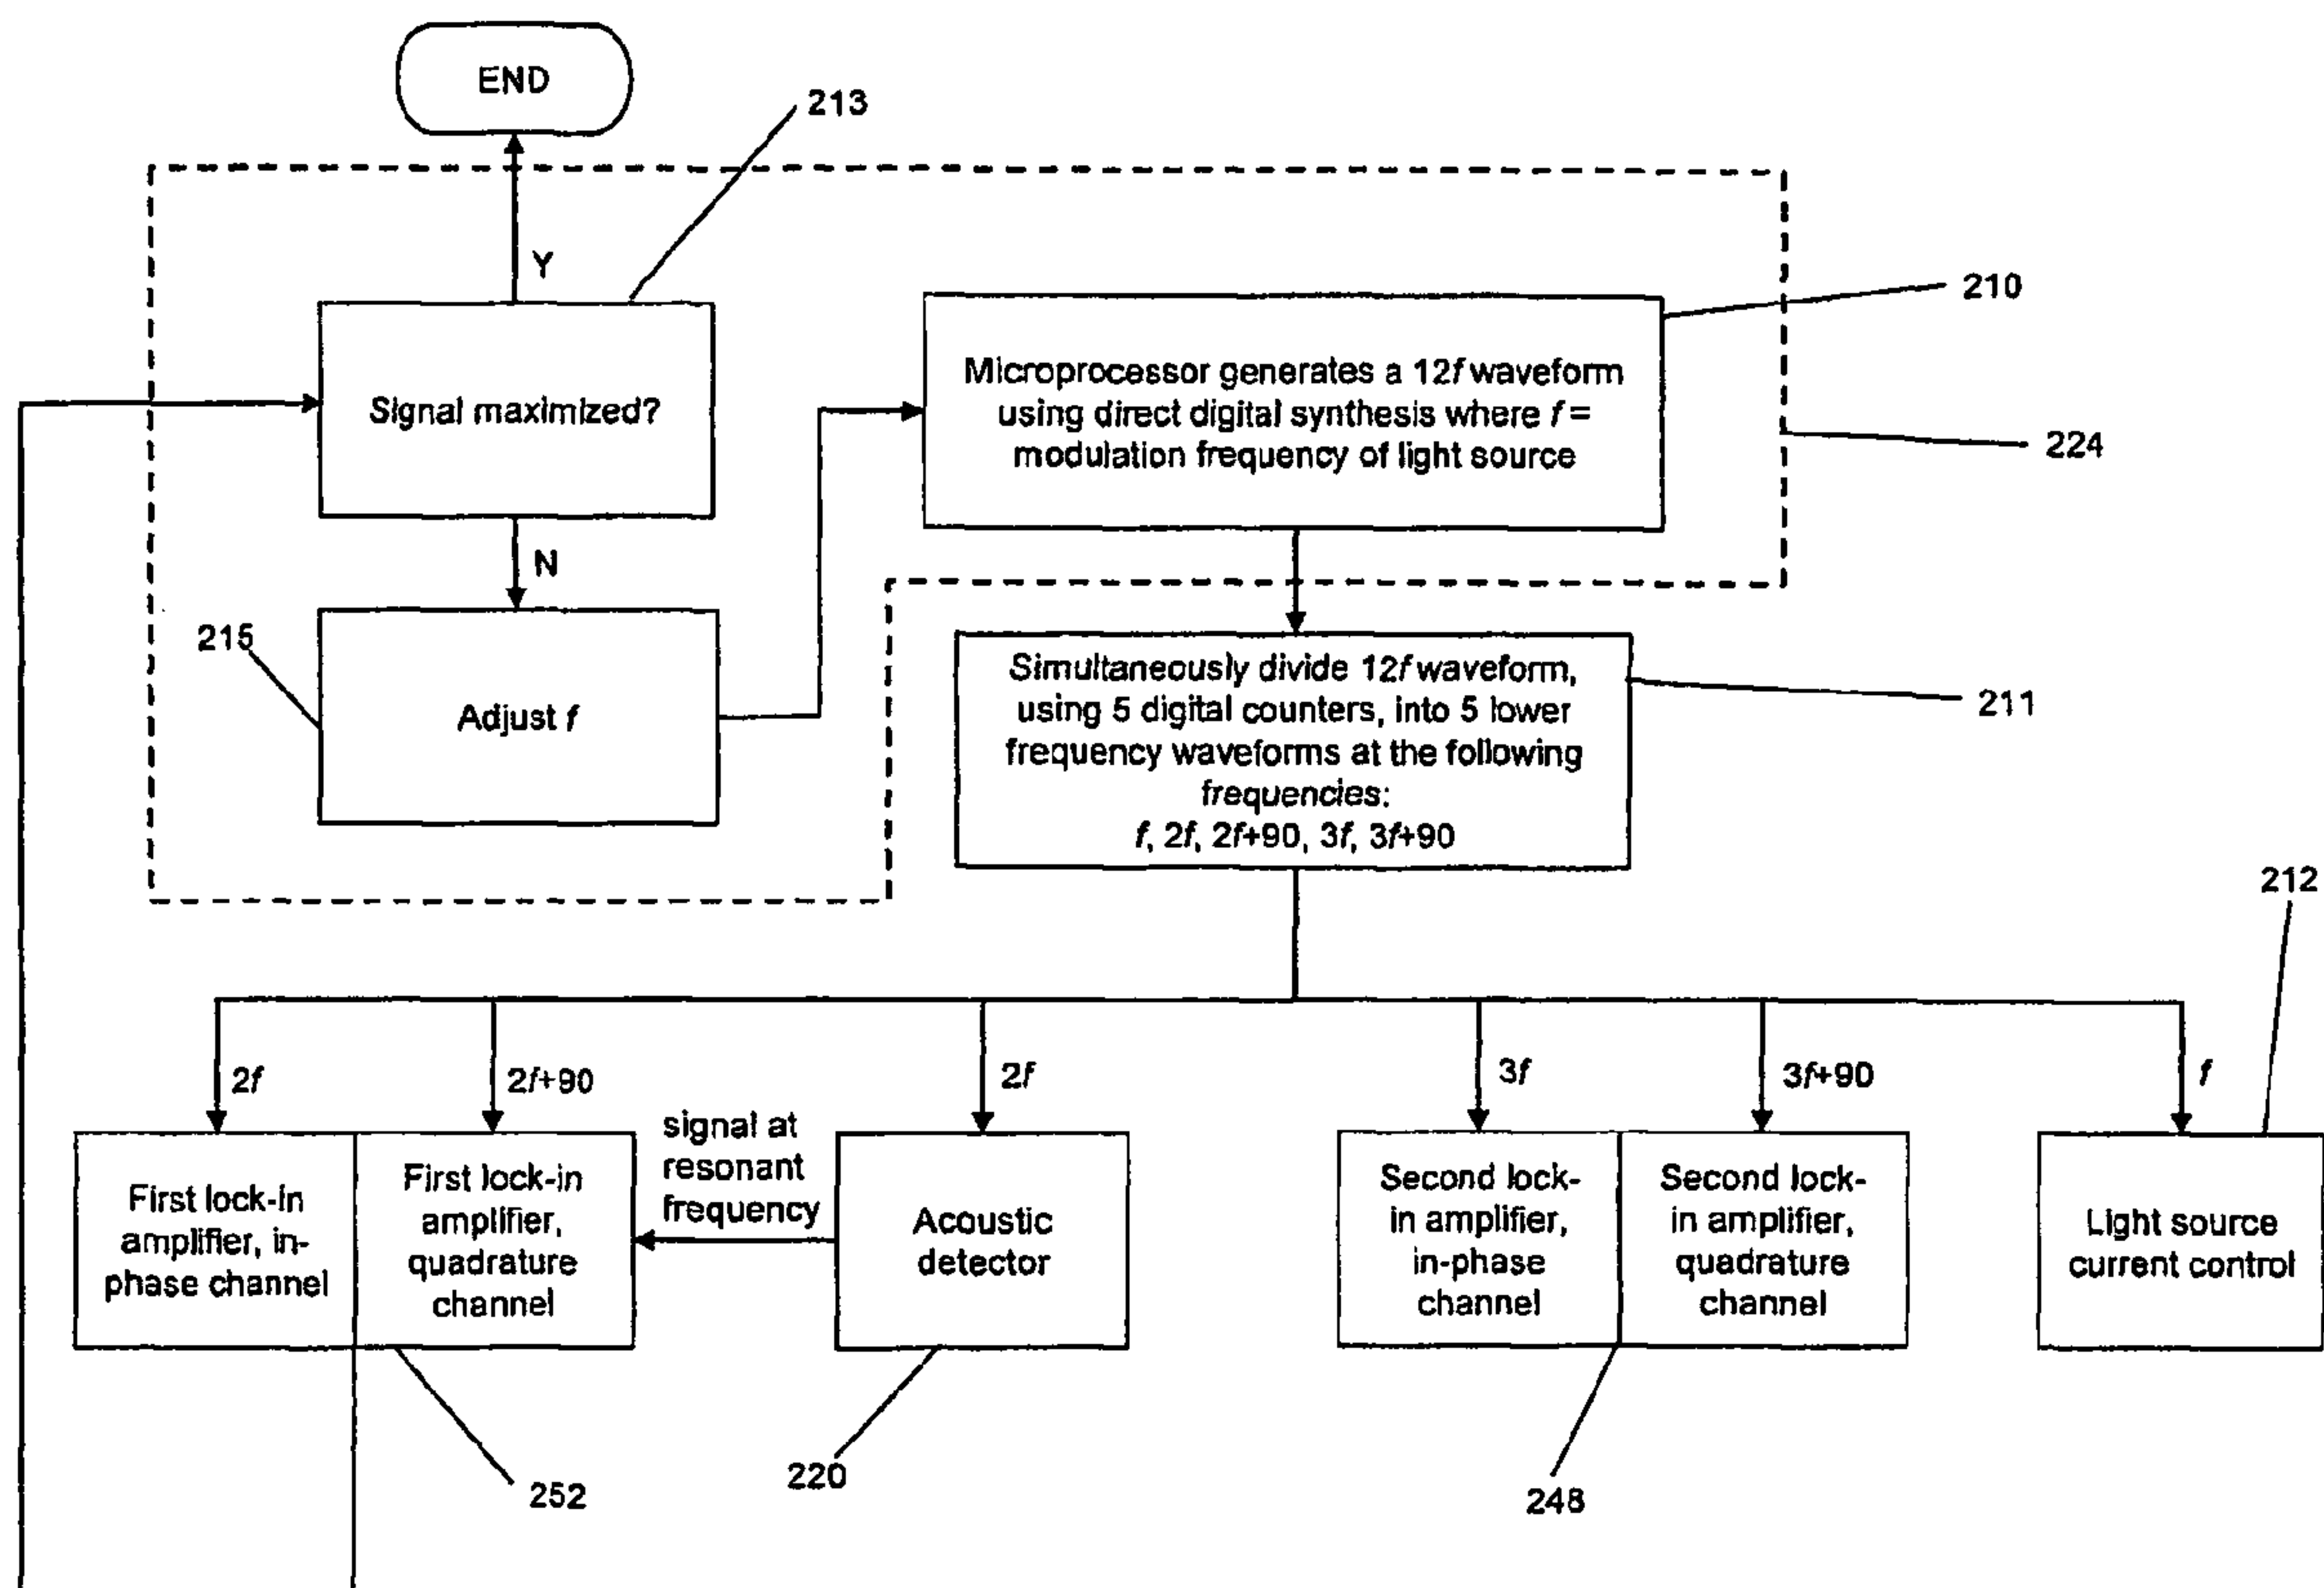 END
213
Y
210
Signal maximized?
Microprocessor generates a 12f waveform
using direct digital synthesis where f =
modulation frequency of light source
224
N
215
Adjust f
Simultaneously divide 12f waveform,
using 5 digital counters, into 5 lower
frequency waveforms at the following
frequencies:
f, 2f, 2f+90, 3f, 3f+90
211
212
2f
2f+90
2f
3f
3f+90
f
First lock-in
amplifier, in-
phase channel
First lock-in
amplifier,
quadrature
channel
signal at
resonant
frequency
Acoustic
detector
Second lock-
in amplifier,
in-phase
channel
Second lock-
in amplifier,
quadrature
channel
Light source
current control
252
220
248